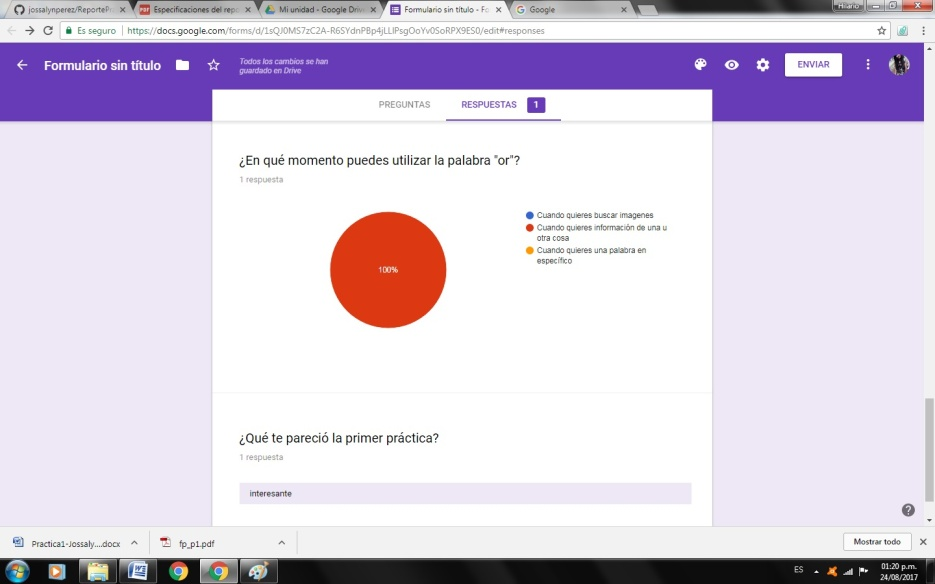 jossalynperez/ReporteP
Especificaciones del repo
Mi unidad - Google Drive
Formulario sin título - Fo
Google
Hilario
Es seguro
https://docs.google.com/forms/d/1sQJ0MS7zC2A-R6SYdnPBp4jLLlPsgOoYv0SoRPX9ES0/edit#responses
Formulario sin título
Todos los cambios se han
guardado en Drive
ENVIAR
PREGUNTAS
RESPUESTAS 1
¿En qué momento puedes utilizar la palabra "or"?
1 respuesta
100%
Cuando quieres buscar imagenes
Cuando quieres información de una u
otra cosa
Cuando quieres una palabra en
específico
¿Qué te pareció la primer práctica?
1 respuesta
interesante
Practica1-Jossaly....docx
fp_p1.pdf
Mostrar todo
ES
01:20 p.m.
24/08/2017